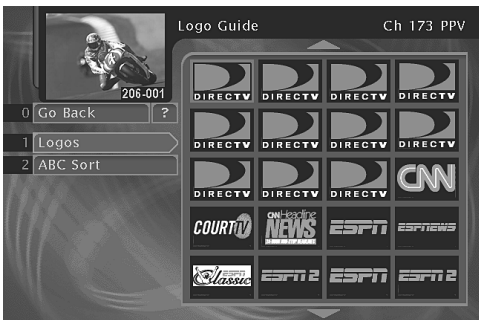 Logo Guide Ch 173 PPV
206-001
0 Go Back ?
1 Logos
2 ABC Sort
DIRECTV DIRECTV DIRECTV DIRECTV
DIRECTV DIRECTV DIRECTV DIRECTV
DIRECTV DIRECTV DIRECTV CNN
COURT TV CNN Headline NEWS ESPN ESPNEWS
Classic ESPN 2 ESPN ESPN 2